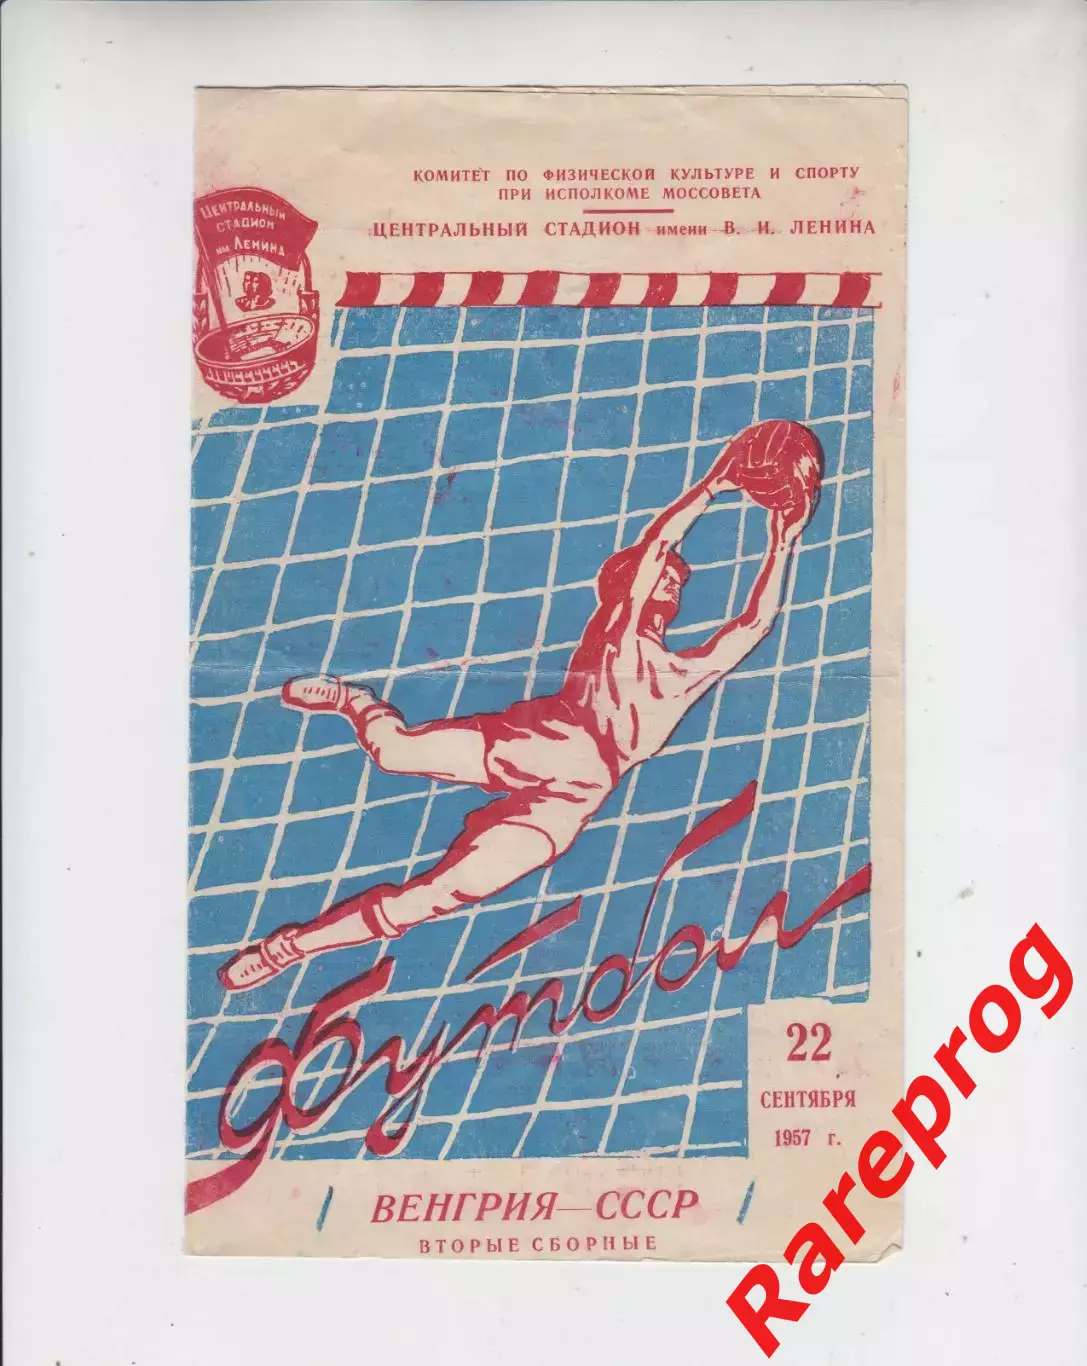 КОМИТЕТ ПО ФИЗИЧЕСКОЙ КУЛЬТУРЕ И СПОРТУ
ПРИ ИСПОЛКОМЕ МОССОВЕТА
ЦЕНТРАЛЬНЫЙ СТАДИОН имени В. И. ЛЕНИНА
ЦЕНТРАЛЬНЫЙ
СТАДИОН
им ЛЕНИНА
футбол
22
СЕНТЯБРЯ
1957 г.
ВЕНГРИЯ—СССР
ВТОРЫЕ СБОРНЫЕ
Rareprog